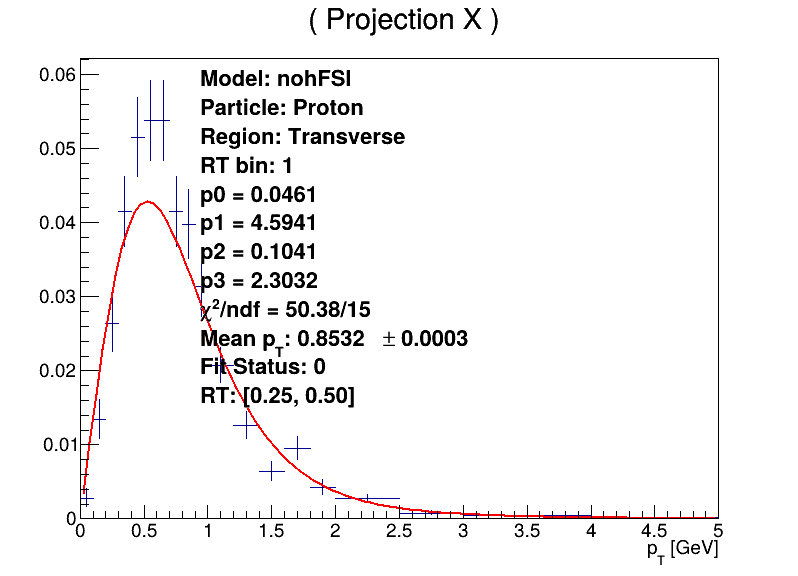 ( Projection X )
0.06
0.05
0.04
0.03
0.02
0.01
0
Model: nohFSI
Particle: Proton
Region: Transverse
RT bin: 1
p0 = 0.0461
p1 = 4.5941
p2 = 0.1041
p3 = 2.3032
χ²/ndf = 50.38/15
Mean p_T: 0.8532 ± 0.0003
Fit Status: 0
RT: [0.25, 0.50]
0 0.5 1 1.5 2 2.5 3 3.5 4 4.5 5
p_T [GeV]